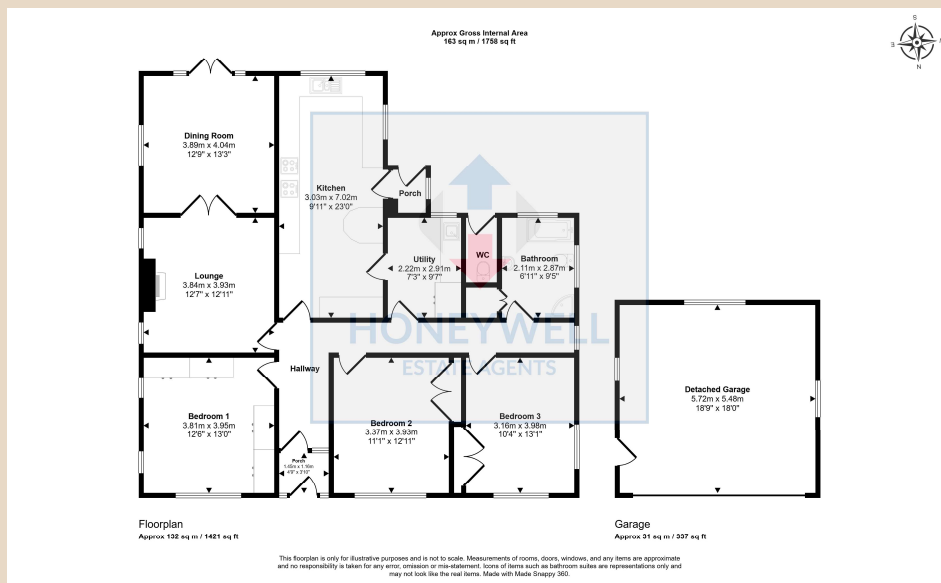 Approx Gross Internal Area
163 sq m / 1758 sq ft
S
E
N
Dining Room
3.89m x 4.04m
12'9" x 13'3"
Kitchen
3.03m x 7.02m
9'11" x 23'0"
Porch
Lounge
3.84m x 3.93m
12'7" x 12'11"
Utility
2.22m x 2.91m
7'3" x 9'7"
WC
Bathroom
2.11m x 2.87m
6'11" x 9'5"
HONEYWELL
ESTATE AGENTS
Hallway
Bedroom 1
3.81m x 3.95m
12'6" x 13'0"
Bedroom 2
3.37m x 3.93m
11'1" x 12'11"
Bedroom 3
3.16m x 3.98m
10'4" x 13'1"
Porch
1.45m x 1.16m
4'9" x 3'10"
Detached Garage
5.72m x 5.48m
18'9" x 18'0"
Floorplan
Approx 132 sq m / 1421 sq ft
Garage
Approx 31 sq m / 337 sq ft
This floorplan is only for illustrative purposes and is not to scale. Measurements of rooms, doors, windows, and any items are approximate
and no responsibility is taken for any error, omission or mis-statement. Icons of items such as bathroom suites are representations only and
may not look like the real items. Made with Made Snappy 360.